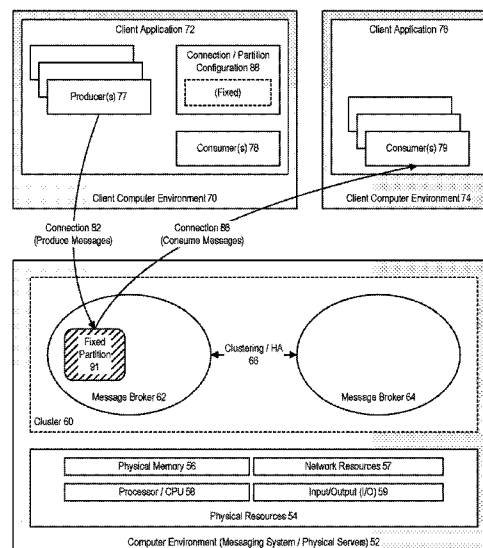 Client Application 72
Producer(s) 77
Connection / Partition
Configuration 88
(Fixed)
Consumer(s) 78
Client Computer Environment 70
Client Application 76
Consumer(s) 79
Client Computer Environment 74
Connection 82
(Produce Messages)
Connection 86
(Consume Messages)
Fixed
Partition
91
Message Broker 62
Clustering / HA
66
Message Broker 64
Cluster 60
Physical Memory 56
Network Resources 57
Processor / CPU 58
Input/Output (I/O) 59
Physical Resources 54
Computer Environment (Messaging System / Physical Servers) 52